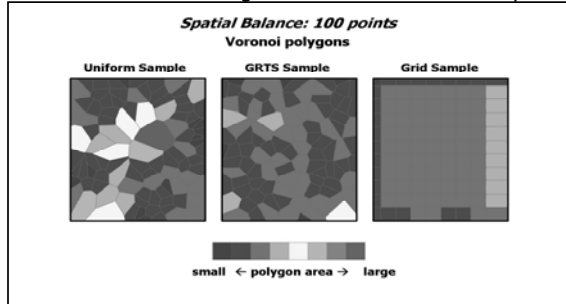 Spatial Balance: 100 points
Voronoi polygons
Uniform Sample GRTS Sample Grid Sample
small ← polygon area → large